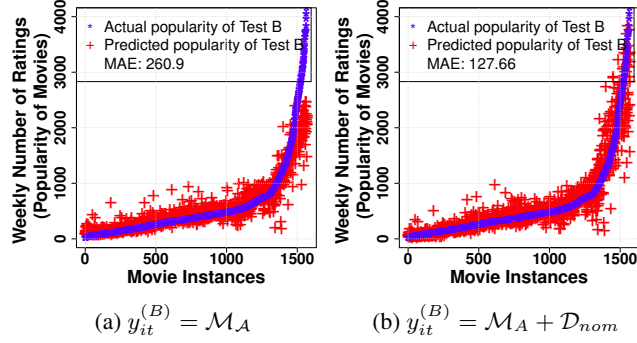 Weekly Number of Ratings
(Popularity of Movies)
4000
3000
2000
1000
0
Actual popularity of Test B
Predicted popularity of Test B
MAE: 260.9
0 500 1000 1500
Movie Instances
(a) $y_{it}^{(B)} = \mathcal{M}_{\mathcal{A}}$
Weekly Number of Ratings
(Popularity of Movies)
4000
3000
2000
1000
0
Actual popularity of Test B
Predicted popularity of Test B
MAE: 127.66
0 500 1000 1500
Movie Instances
(b) $y_{it}^{(B)} = \mathcal{M}_{A} + \mathcal{D}_{nom}$